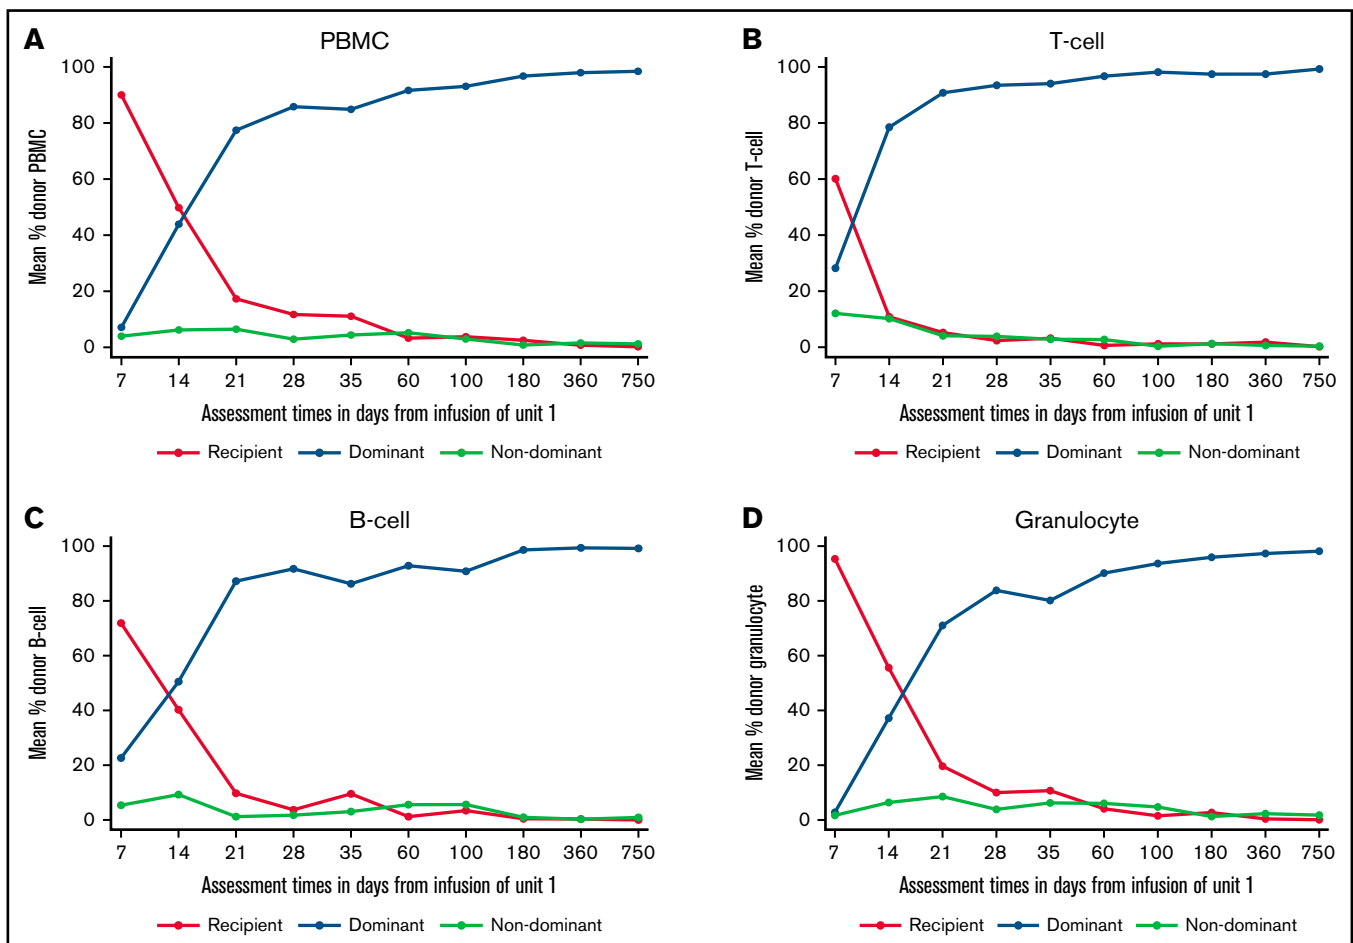 A
PBMC
Mean % donor PBMC
100
80
60
40
20
0
7 14 21 28 35 60 100 180 360 750
Assessment times in days from infusion of unit 1
Recipient Dominant Non-dominant
B
T-cell
Mean % donor T-cell
100
80
60
40
20
0
7 14 21 28 35 60 100 180 360 750
Assessment times in days from infusion of unit 1
Recipient Dominant Non-dominant
C
B-cell
Mean % donor B-cell
100
80
60
40
20
0
7 14 21 28 35 60 100 180 360 750
Assessment times in days from infusion of unit 1
Recipient Dominant Non-dominant
D
Granulocyte
Mean % donor granulocyte
100
80
60
40
20
0
7 14 21 28 35 60 100 180 360 750
Assessment times in days from infusion of unit 1
Recipient Dominant Non-dominant